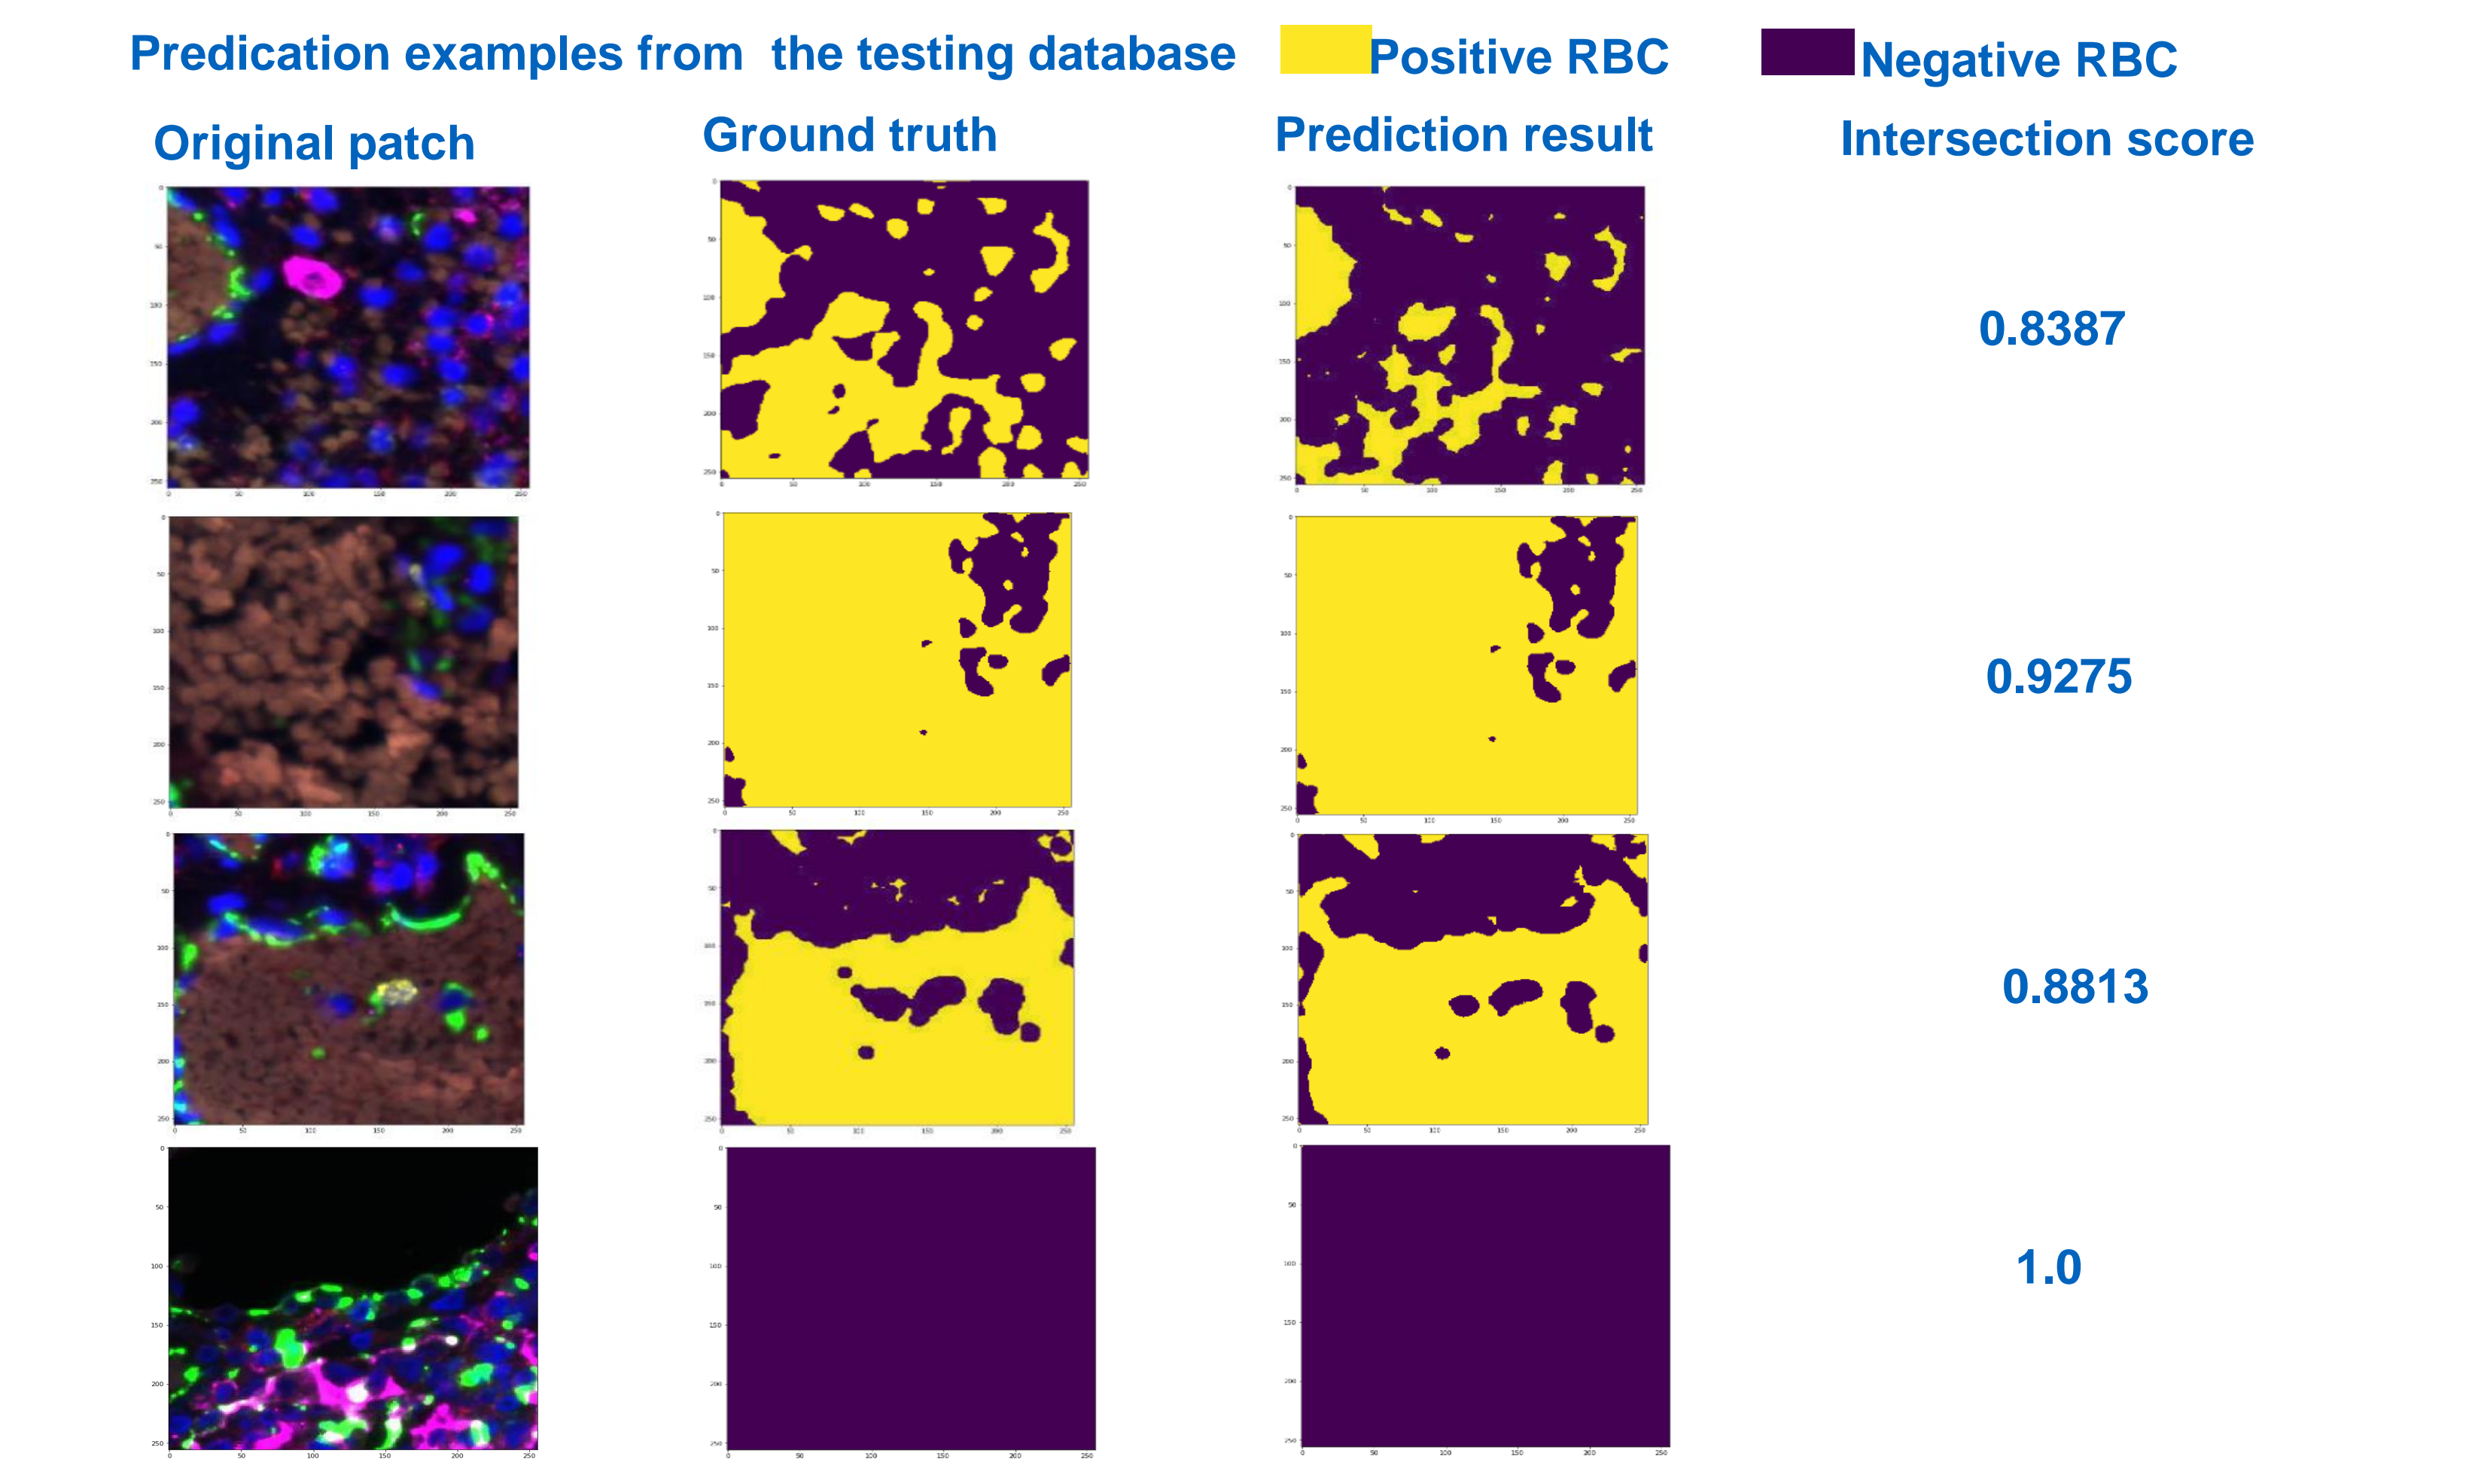 Predication examples from the testing database
Positive RBC
Negative RBC
Original patch
Ground truth
Prediction result
Intersection score
0.8387
0.9275
0.8813
1.0